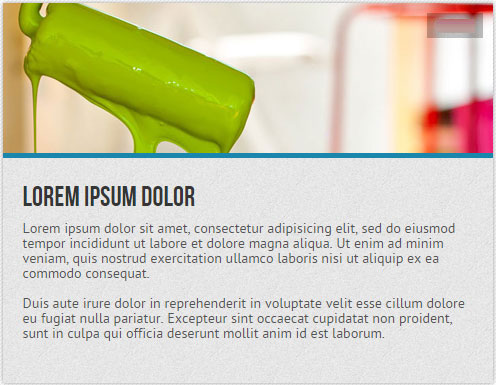 LOREM IPSUM DOLOR
Lorem ipsum dolor sit amet, consectetur adipisicing elit, sed do eiusmod
tempor incididunt ut labore et dolore magna aliqua. Ut enim ad minim
veniam, quis nostrud exercitation ullamco laboris nisi ut aliquip ex ea
commodo consequat.
Duis aute irure dolor in reprehenderit in voluptate velit esse cillum dolore
eu fugiat nulla pariatur. Excepteur sint occaecat cupidatat non proident,
sunt in culpa qui officia deserunt mollit anim id est laborum.